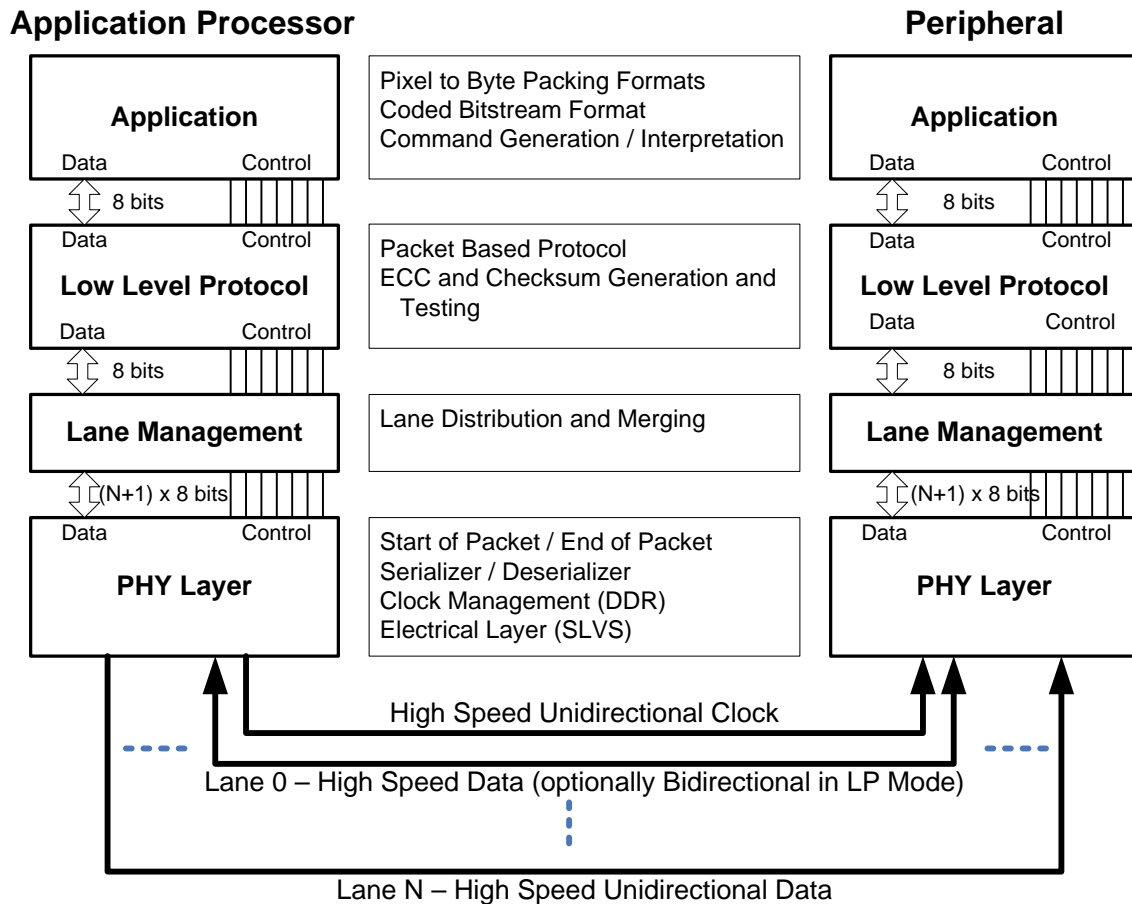 Application Processor
Peripheral
Application
Data
Control
Pixel to Byte Packing Formats
Coded Bitstream Format
Command Generation / Interpretation
Application
Data
Control
8 bits
8 bits
Data
Control
Low Level Protocol
Data
Control
Packet Based Protocol
ECC and Checksum Generation and
Testing
Data
Control
Low Level Protocol
Data
Control
8 bits
8 bits
Lane Management
Lane Distribution and Merging
Lane Management
(N+1) x 8 bits
(N+1) x 8 bits
Data
Control
PHY Layer
Start of Packet / End of Packet
Serializer / Deserializer
Clock Management (DDR)
Electrical Layer (SLVS)
Data
Control
PHY Layer
High Speed Unidirectional Clock
Lane 0 – High Speed Data (optionally Bidirectional in LP Mode)
Lane N – High Speed Unidirectional Data